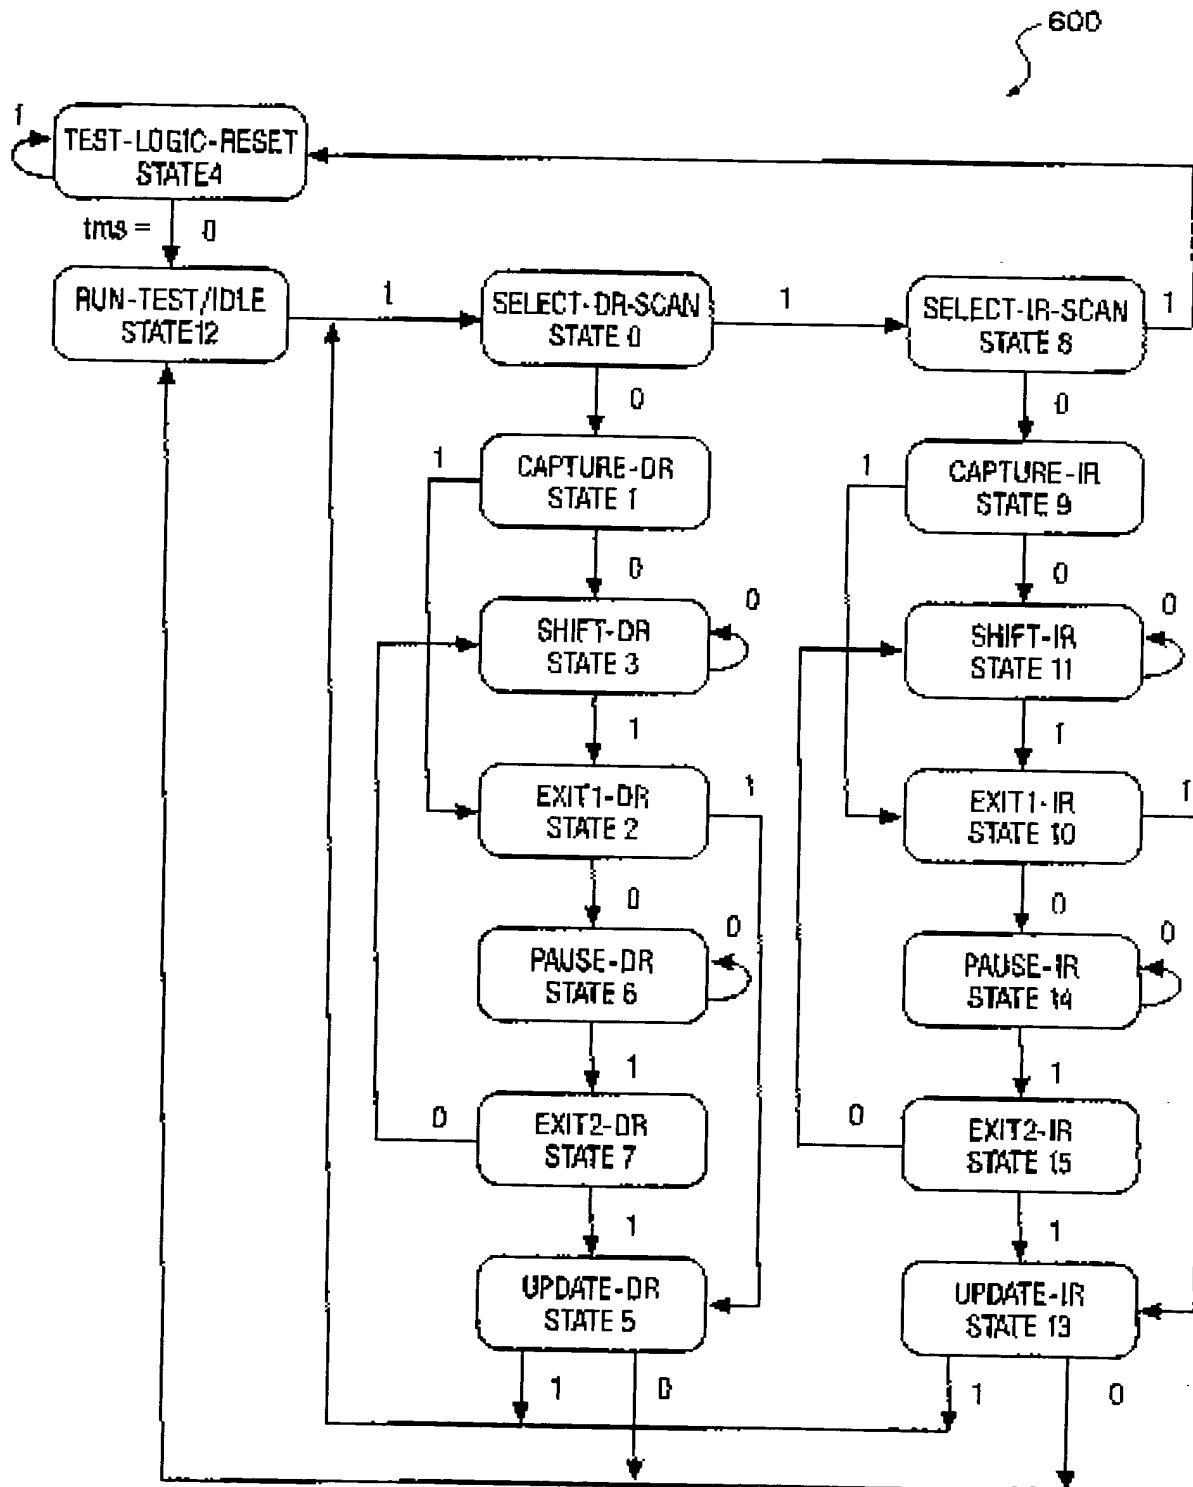 600
1
TEST-LOGIC-RESET
STATE4
tms =
0
RUN-TEST/IDLE
STATE12
1
SELECT-DR-SCAN
STATE 0
1
SELECT-IR-SCAN
STATE 8
1
0
0
1
CAPTURE-DR
STATE 1
1
CAPTURE-IR
STATE 9
0
0
SHIFT-DR
STATE 3
0
SHIFT-IR
STATE 11
0
1
1
EXIT1-DR
STATE 2
1
EXIT1-IR
STATE 10
1
0
0
PAUSE-DR
STATE 6
0
PAUSE-IR
STATE 14
0
1
1
0
EXIT2-DR
STATE 7
0
EXIT2-IR
STATE 15
1
1
UPDATE-DR
STATE 5
UPDATE-IR
STATE 13
1
0
1
0